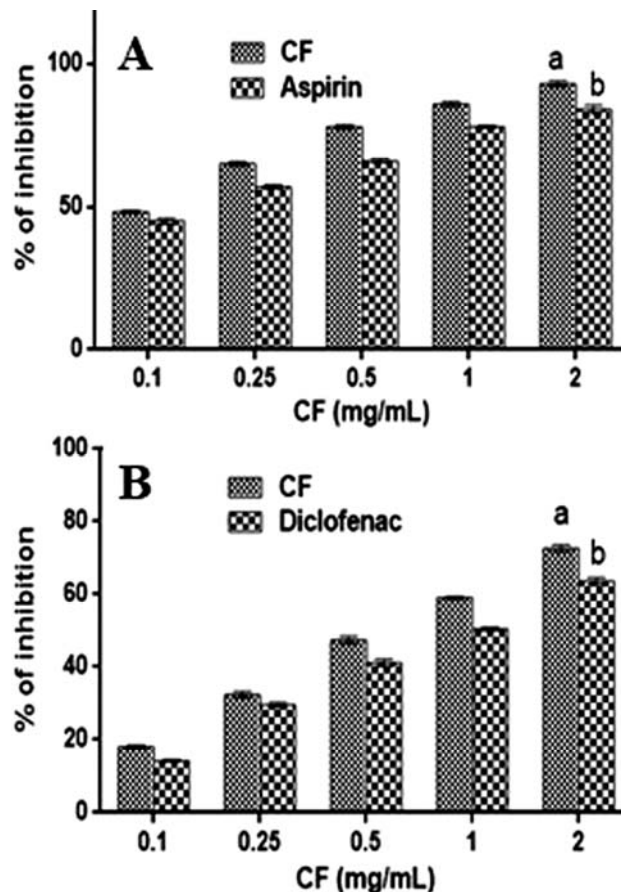 A
CF
Aspirin
% of inhibition
100
50
0
a
b
0.1 0.25 0.5 1 2
CF (mg/mL)
B
CF
Diclofenac
% of inhibition
100
80
60
40
20
0
a
b
0.1 0.25 0.5 1 2
CF (mg/mL)